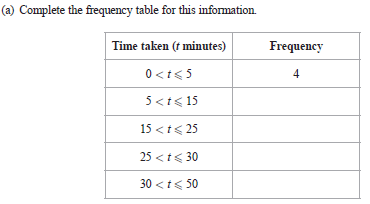 (a) Complete the frequency table for this information.
Time taken (t minutes) Frequency
0 < t ⩽ 5 4
5 < t ⩽ 15
15 < t ⩽ 25
25 < t ⩽ 30
30 < t ⩽ 50